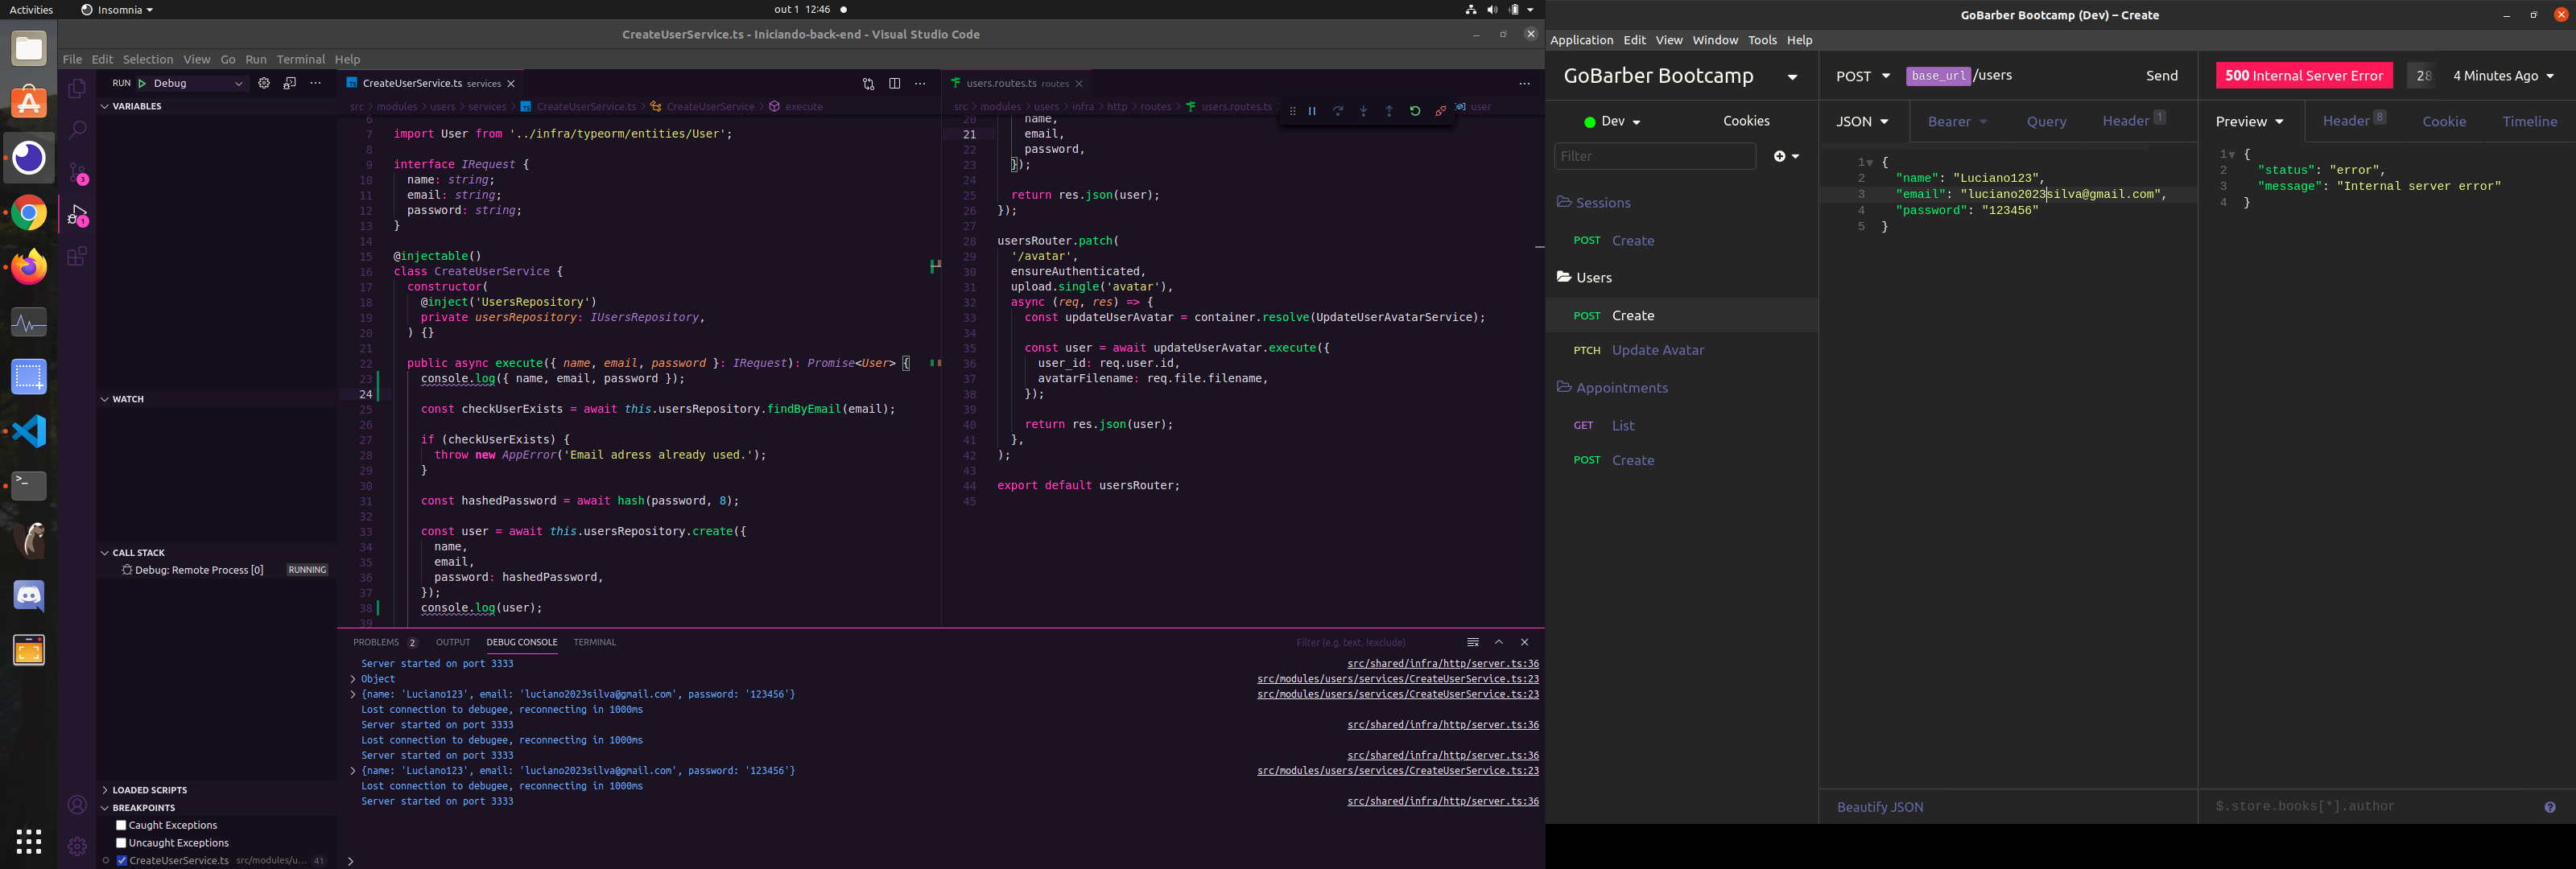 Activities
Insomnia
out 1 12:46
CreateUserService.ts - Iniciando-back-end - Visual Studio Code
File Edit Selection View Go Run Terminal Help
RUN Debug
VARIABLES
WATCH
CALL STACK
Debug: Remote Process [0] RUNNING
LOADED SCRIPTS
BREAKPOINTS
Caught Exceptions
Uncaught Exceptions
CreateUserService.ts src/modules/u... 41
3
1
CreateUserService.ts services
src > modules > users > services > CreateUserService.ts > CreateUserService > execute
6
7 import User from '../infra/typeorm/entities/User';
8
9 interface IRequest {
10 name: string;
11 email: string;
12 password: string;
13 }
14
15 @injectable()
16 class CreateUserService {
17 constructor(
18 @inject('UsersRepository')
19 private usersRepository: IUsersRepository,
20 ) {}
21
22 public async execute({ name, email, password }: IRequest): Promise<User> {
23 console.log({ name, email, password });
24
25 const checkUserExists = await this.usersRepository.findByEmail(email);
26
27 if (checkUserExists) {
28 throw new AppError('Email adress already used.');
29 }
30
31 const hashedPassword = await hash(password, 8);
32
33 const user = await this.usersRepository.create({
34 name,
35 email,
36 password: hashedPassword,
37 });
38 console.log(user);
39
users.routes.ts routes
src > modules > users > infra > http > routes > users.routes.ts user
20 name,
21 email,
22 password,
23 });
24
25 return res.json(user);
26 });
27
28 usersRouter.patch(
29 '/avatar',
30 ensureAuthenticated,
31 upload.single('avatar'),
32 async (req, res) => {
33 const updateUserAvatar = container.resolve(UpdateUserAvatarService);
34
35 const user = await updateUserAvatar.execute({
36 user_id: req.user.id,
37 avatarFilename: req.file.filename,
38 });
39
40 return res.json(user);
41 },
42 );
43
44 export default usersRouter;
45
PROBLEMS 2 OUTPUT DEBUG CONSOLE TERMINAL
Filter (e.g. text, !exclude)
Server started on port 3333 src/shared/infra/http/server.ts:36
Object src/modules/users/services/CreateUserService.ts:23
{name: 'Luciano123', email: 'luciano2023silva@gmail.com', password: '123456'} src/modules/users/services/CreateUserService.ts:23
Lost connection to debugee, reconnecting in 1000ms
Server started on port 3333 src/shared/infra/http/server.ts:36
Lost connection to debugee, reconnecting in 1000ms
Server started on port 3333 src/shared/infra/http/server.ts:36
{name: 'Luciano123', email: 'luciano2023silva@gmail.com', password: '123456'} src/modules/users/services/CreateUserService.ts:23
Lost connection to debugee, reconnecting in 1000ms
Server started on port 3333 src/shared/infra/http/server.ts:36
GoBarber Bootcamp (Dev) – Create
Application Edit View Window Tools Help
GoBarber Bootcamp
Dev Cookies
Filter
Sessions
POST Create
Users
POST Create
PTCH Update Avatar
Appointments
GET List
POST Create
POST base_url /users Send
JSON Bearer Query Header 1
1 {
2 "name": "Luciano123",
3 "email": "luciano2023silva@gmail.com",
4 "password": "123456"
5 }
Beautify JSON
500 Internal Server Error 28 4 Minutes Ago
Preview Header 8 Cookie Timeline
1 {
2 "status": "error",
3 "message": "Internal server error"
4 }
$.store.books[*].author